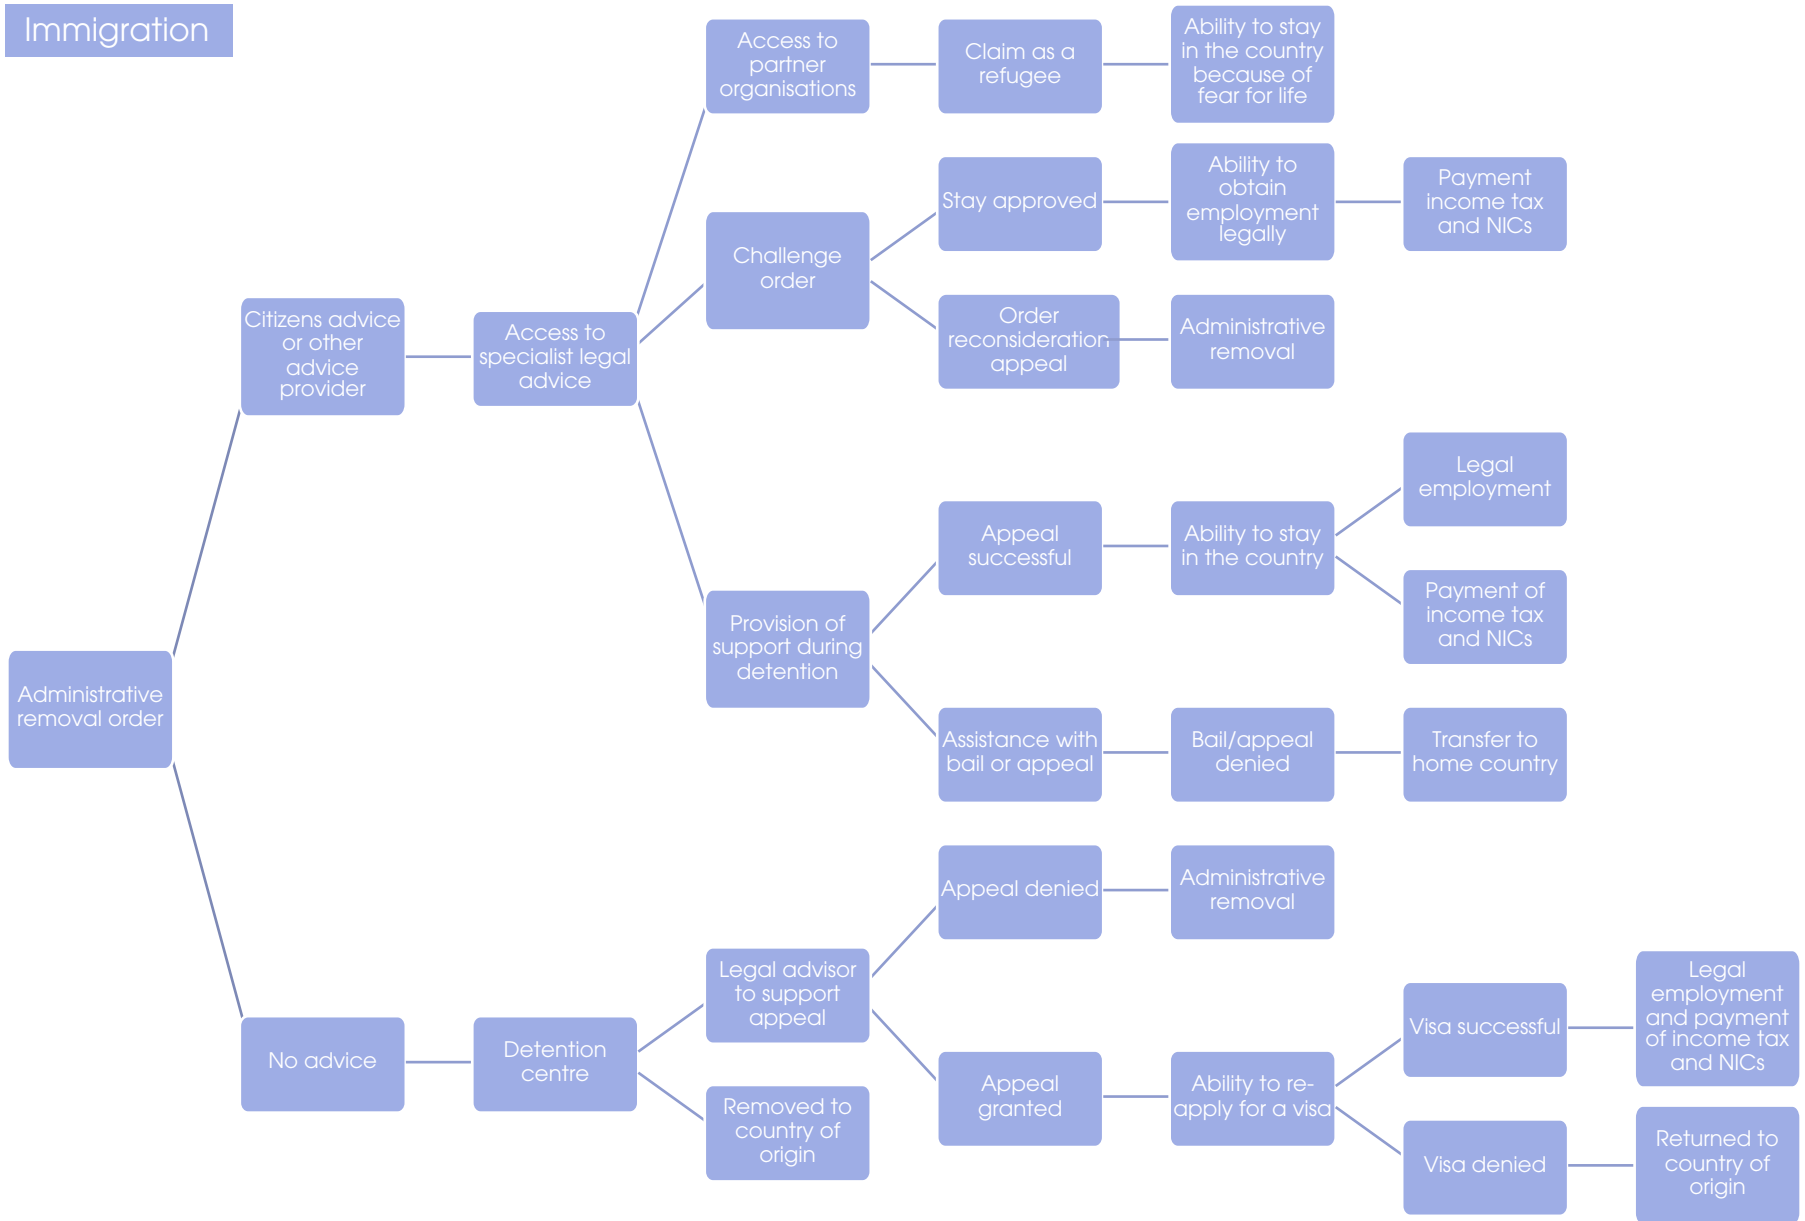 Immigration
Administrative
removal order
Citizens advice
or other
advice
provider
Access to
specialist legal
advice
Access to
partner
organisations
Claim as a
refugee
Ability to stay
in the country
because of
fear for life
Challenge
order
Stay approved
Ability to
obtain
employment
legally
Payment
income tax
and NICs
Order
reconsideration
appeal
Administrative
removal
Provision of
support during
detention
Appeal
successful
Ability to stay
in the country
Legal
employment
Payment of
income tax
and NICs
Assistance with
bail or appeal
Bail/appeal
denied
Transfer to
home country
No advice
Detention
centre
Legal advisor
to support
appeal
Appeal denied
Administrative
removal
Appeal
granted
Ability to re-
apply for a visa
Visa successful
Legal
employment
and payment
of income tax
and NICs
Visa denied
Returned to
country of
origin
Removed to
country of
origin